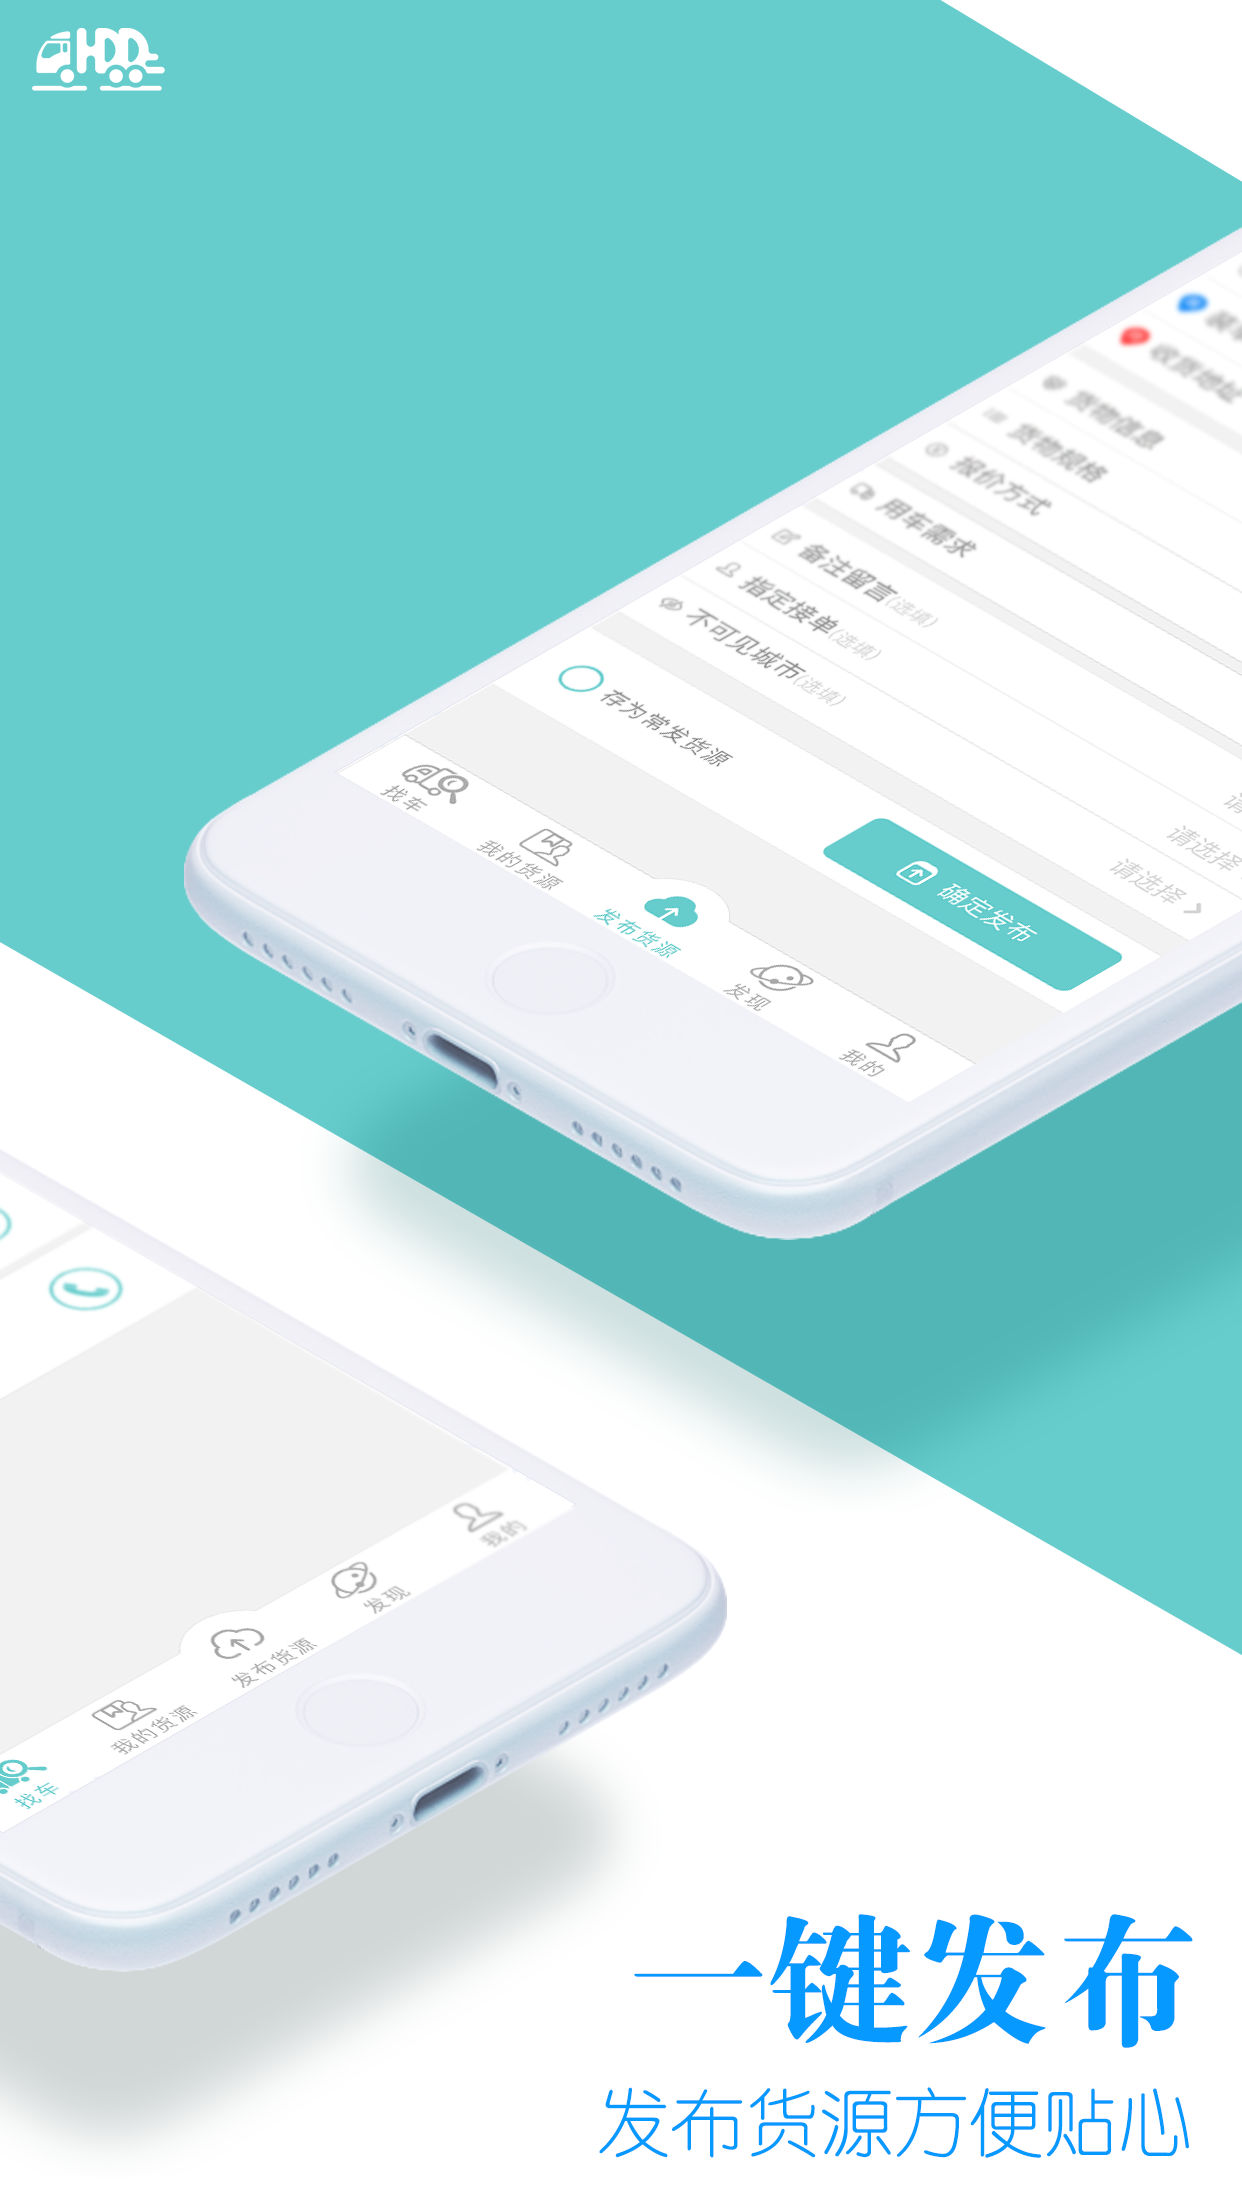 HDD
装
收货地址
货物信息
货物规格
报价方式
用车需求
备注留言(选填)
指定接单(选填)
不可见城市(选填)
请
请选择
请选择
存为常发货源
确定发布
找车
我的货源
发布货源
发现
我的
我的
发现
发布货源
我的货源
找车
一键发布
发布货源方便贴心